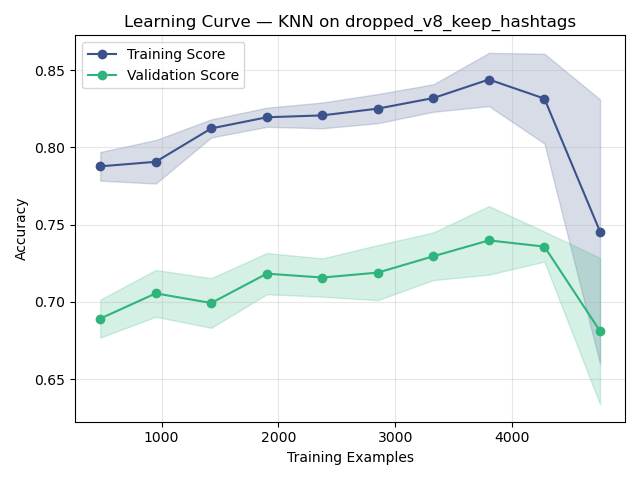 Learning Curve — KNN on dropped_v8_keep_hashtags
Training Score
Validation Score
0.85
0.80
0.75
0.70
0.65
Accuracy
1000 2000 3000 4000
Training Examples